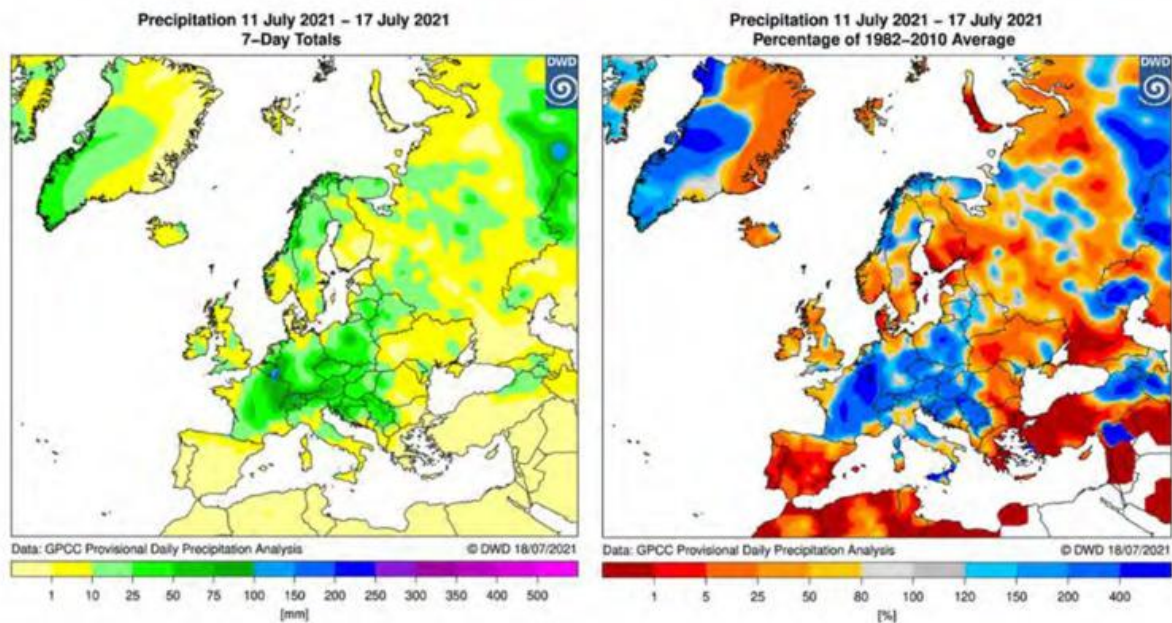 Precipitation 11 July 2021 – 17 July 2021
7–Day Totals
DWD
Data: GPCC Provisional Daily Precipitation Analysis
© DWD 18/07/2021
1 10 25 50 75 100 150 200 250 300 350 400 500
[mm]
Precipitation 11 July 2021 – 17 July 2021
Percentage of 1982–2010 Average
DWD
Data: GPCC Provisional Daily Precipitation Analysis
© DWD 18/07/2021
1 5 25 50 80 100 120 150 200 400
[%]